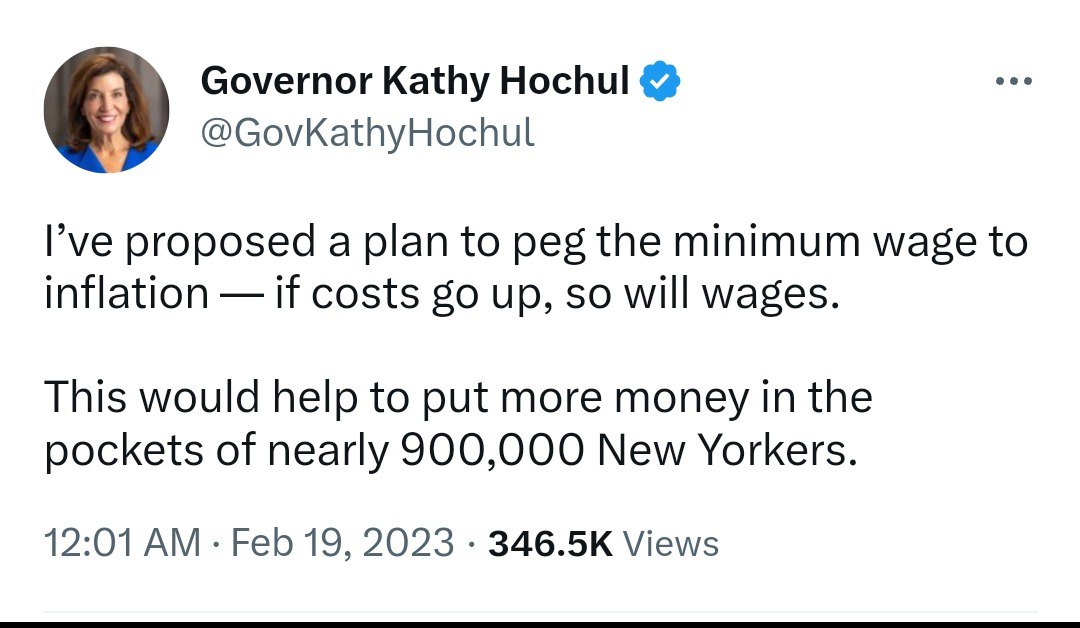 Governor Kathy Hochul
@GovKathyHochul
I’ve proposed a plan to peg the minimum wage to
inflation — if costs go up, so will wages.
This would help to put more money in the
pockets of nearly 900,000 New Yorkers.
12:01 AM · Feb 19, 2023 · 346.5K Views